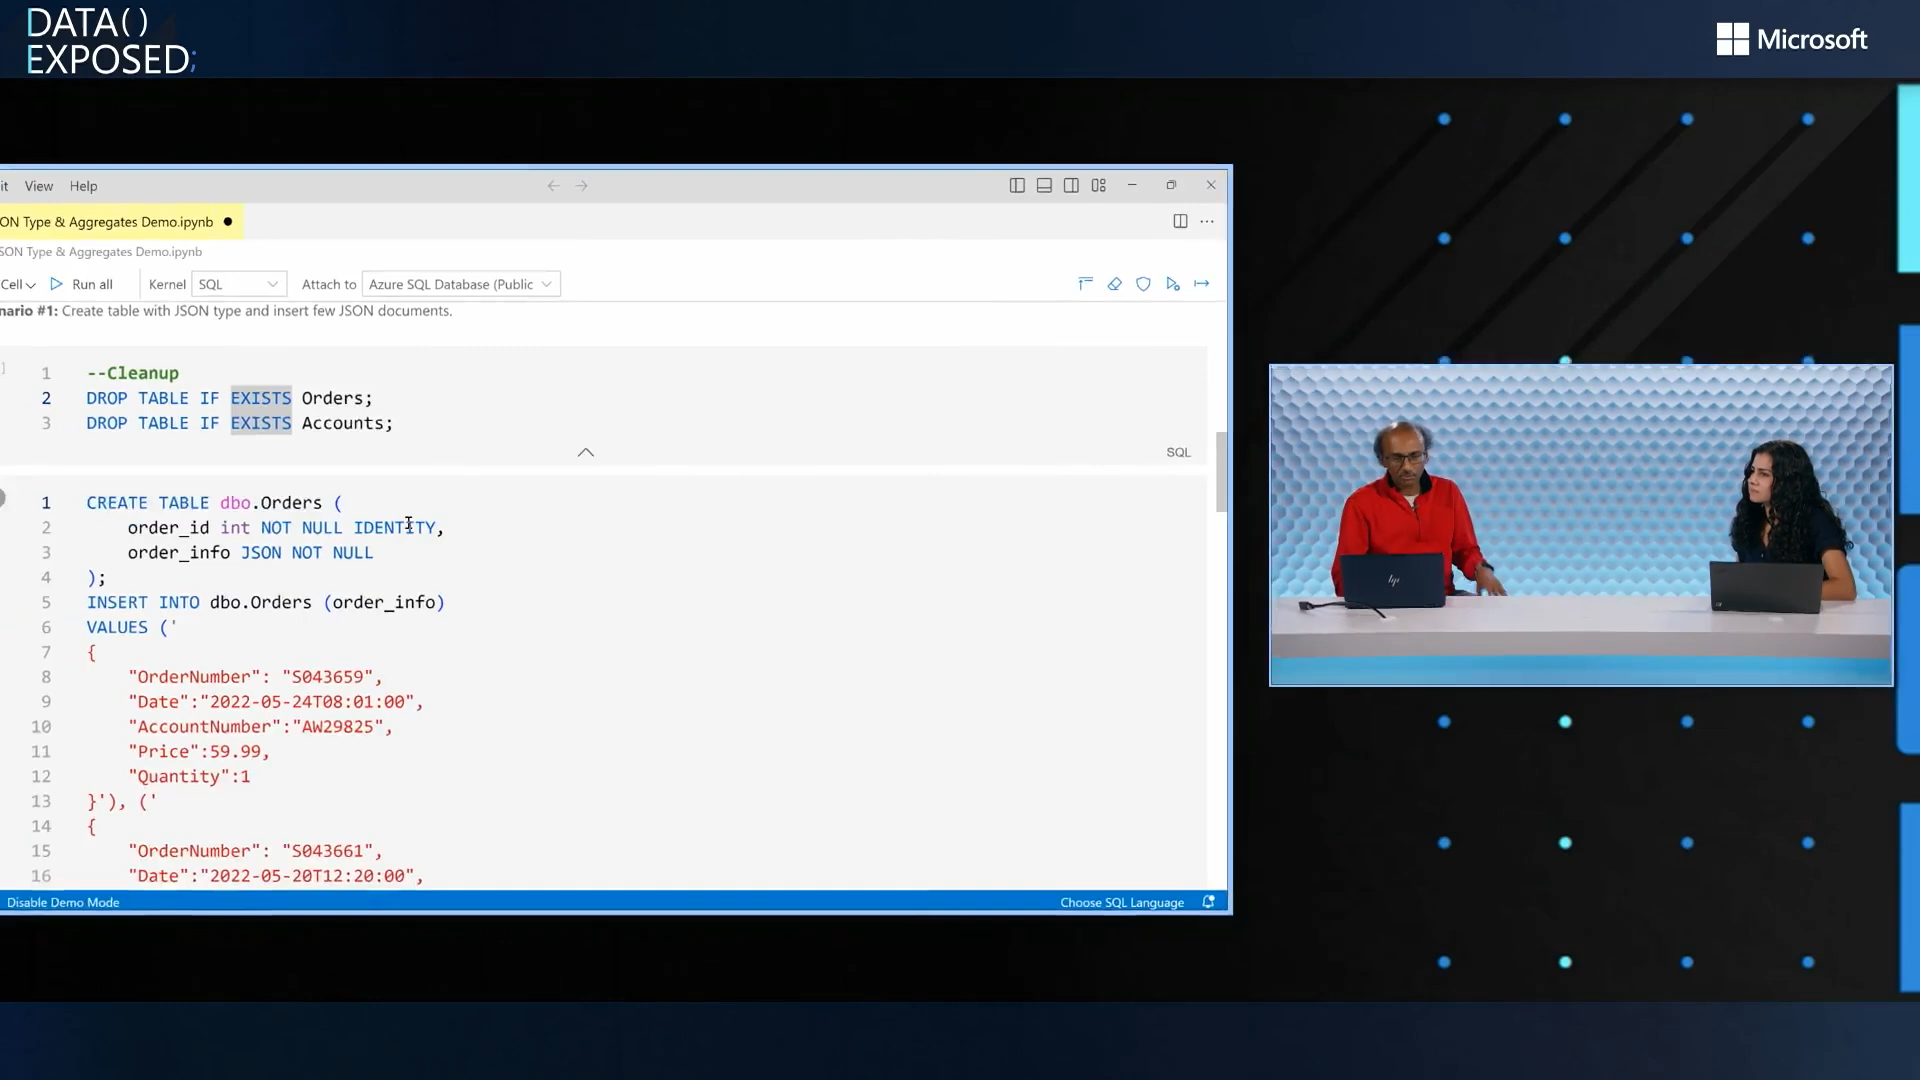 DATA()
EXPOSED;
Microsoft
it View Help
ON Type & Aggregates Demo.ipynb
SON Type & Aggregates Demo.ipynb
Cell Run all Kernel SQL Attach to Azure SQL Database (Public
nario #1: Create table with JSON type and insert few JSON documents.
1 --Cleanup
2 DROP TABLE IF EXISTS Orders;
3 DROP TABLE IF EXISTS Accounts;
SQL
1 CREATE TABLE dbo.Orders (
2 order_id int NOT NULL IDENTITY,
3 order_info JSON NOT NULL
4 );
5 INSERT INTO dbo.Orders (order_info)
6 VALUES ('
7 {
8 "OrderNumber": "S043659",
9 "Date":"2022-05-24T08:01:00",
10 "AccountNumber":"AW29825",
11 "Price":59.99,
12 "Quantity":1
13 }'), ('
14 {
15 "OrderNumber": "S043661",
16 "Date":"2022-05-20T12:20:00",
Disable Demo Mode Choose SQL Language
hp